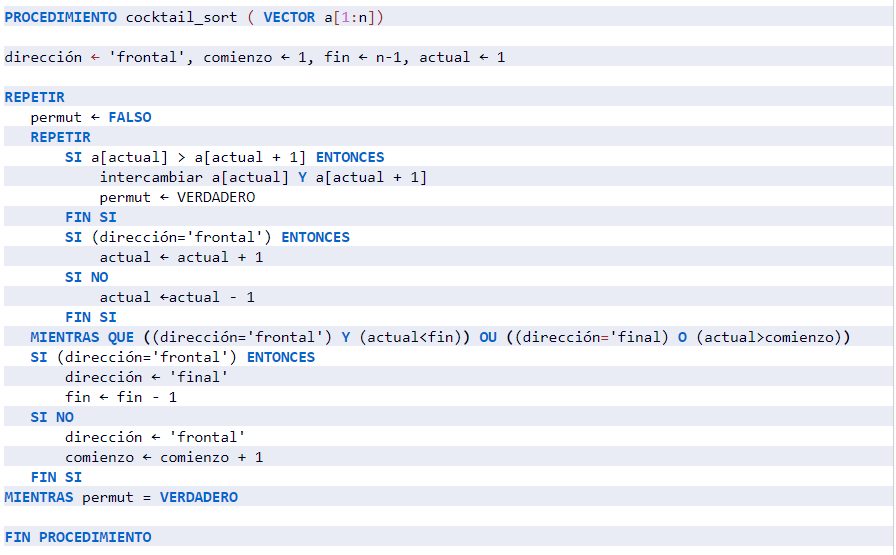 PROCEDIMIENTO cocktail_sort ( VECTOR a[1:n])
dirección ← 'frontal', comienzo ← 1, fin ← n-1, actual ← 1
REPETIR
permut ← FALSO
REPETIR
SI a[actual] > a[actual + 1] ENTONCES
intercambiar a[actual] Y a[actual + 1]
permut ← VERDADERO
FIN SI
SI (dirección='frontal') ENTONCES
actual ← actual + 1
SI NO
actual ←actual - 1
FIN SI
MIENTRAS QUE ((dirección='frontal') Y (actual<fin)) OU ((dirección='final) O (actual>comienzo))
SI (dirección='frontal') ENTONCES
dirección ← 'final'
fin ← fin - 1
SI NO
dirección ← 'frontal'
comienzo ← comienzo + 1
FIN SI
MIENTRAS permut = VERDADERO
FIN PROCEDIMIENTO